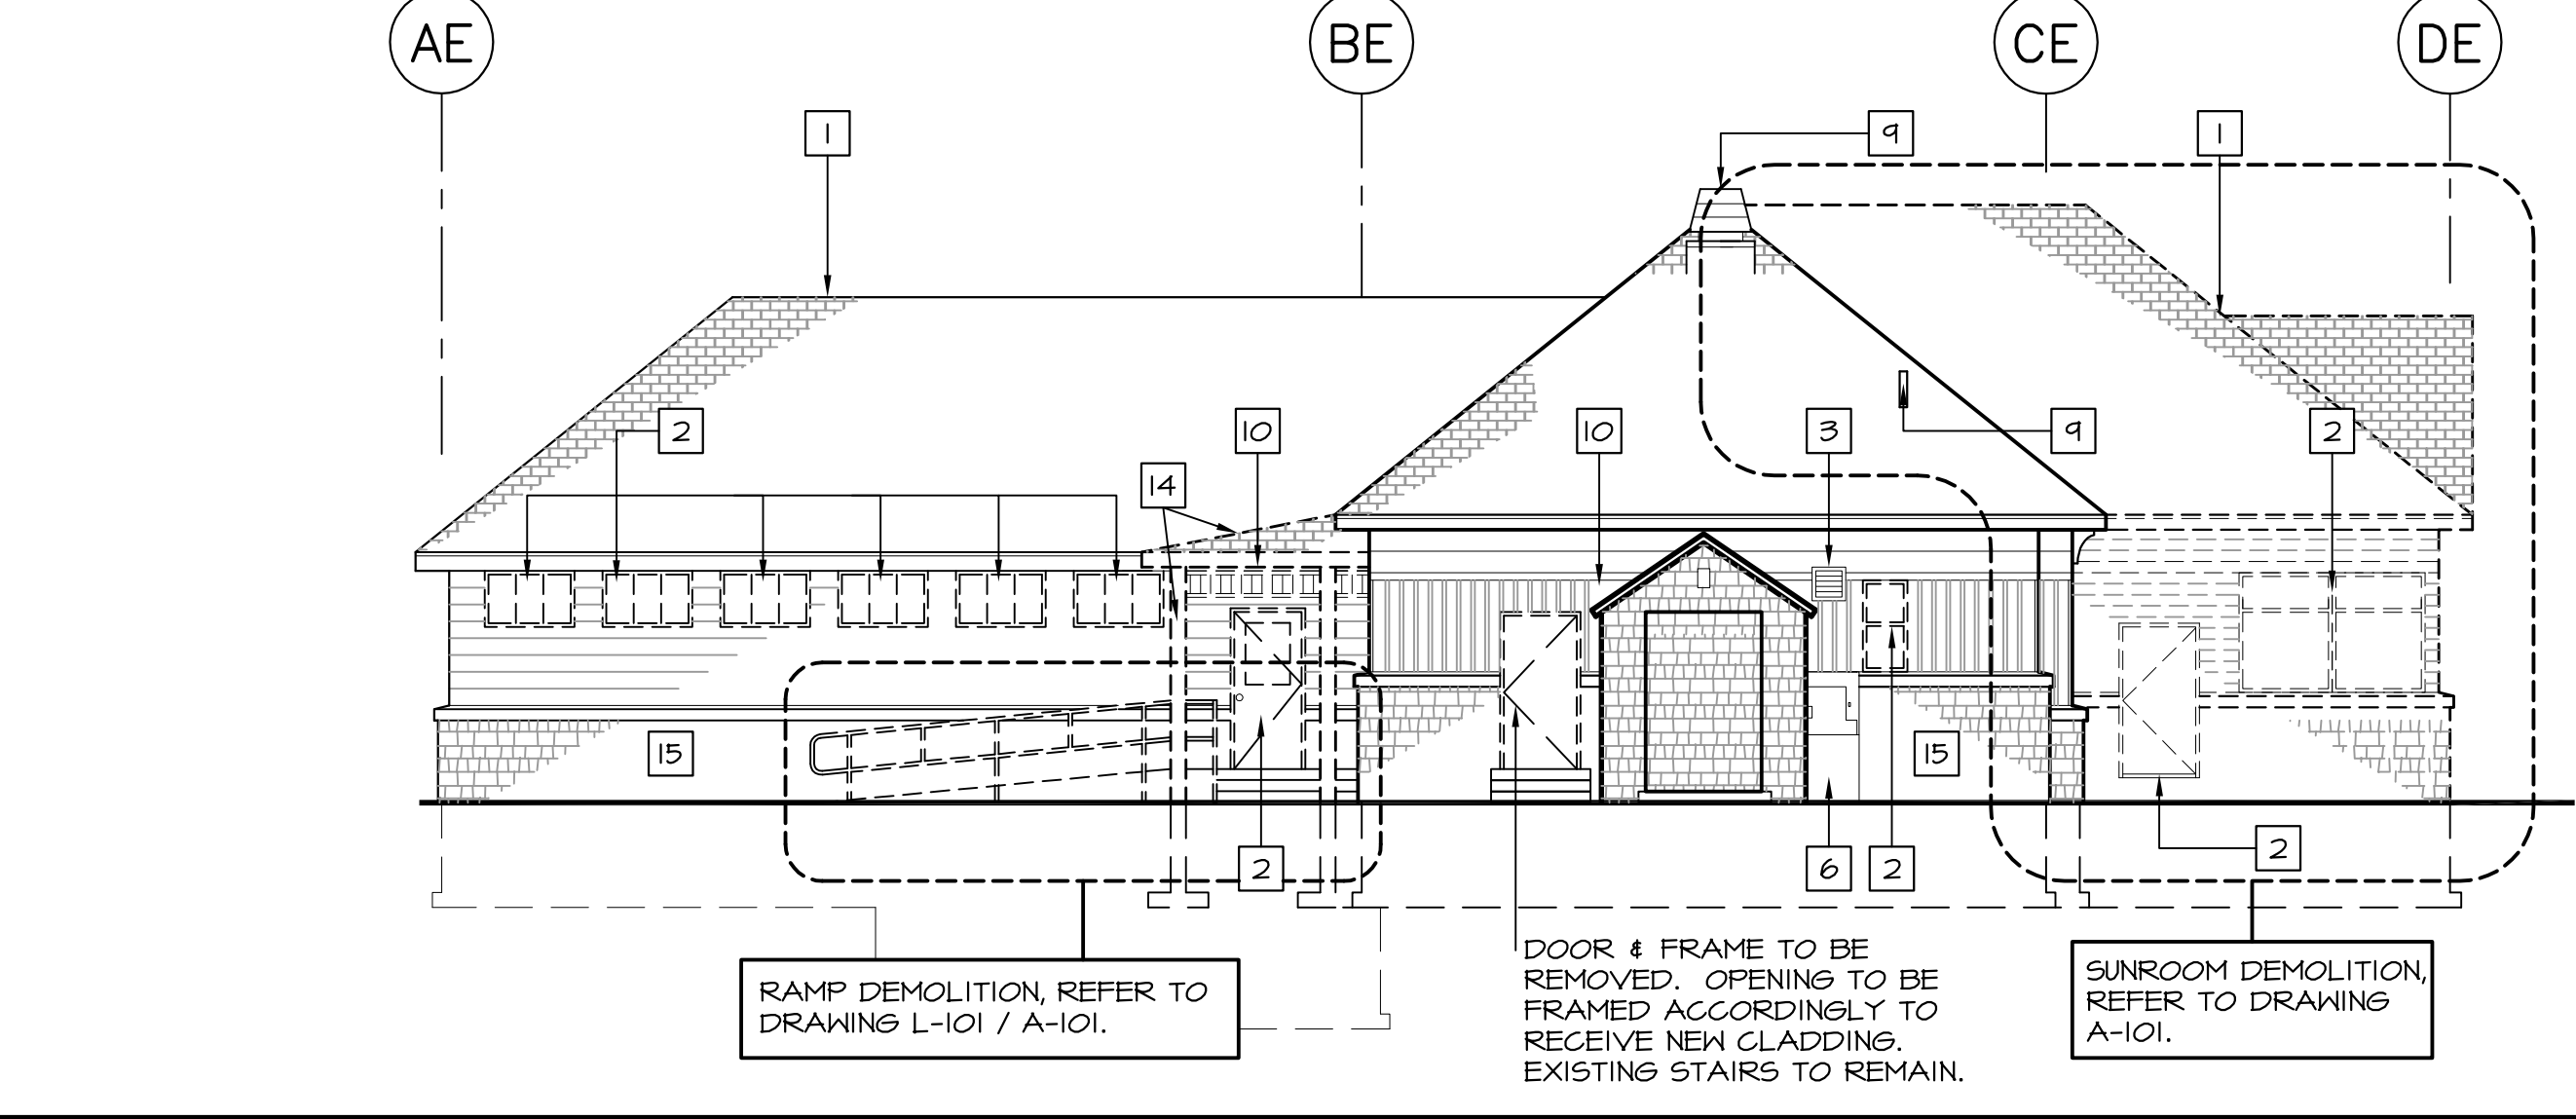 AE
BE
CE
DE
1
9
1
2
10
10
3
9
2
14
15
15
2
6
2
2
RAMP DEMOLITION, REFER TO
DRAWING L-101 / A-101.
DOOR & FRAME TO BE
REMOVED. OPENING TO BE
FRAMED ACCORDINGLY TO
RECEIVE NEW CLADDING.
EXISTING STAIRS TO REMAIN.
SUNROOM DEMOLITION,
REFER TO DRAWING
A-101.